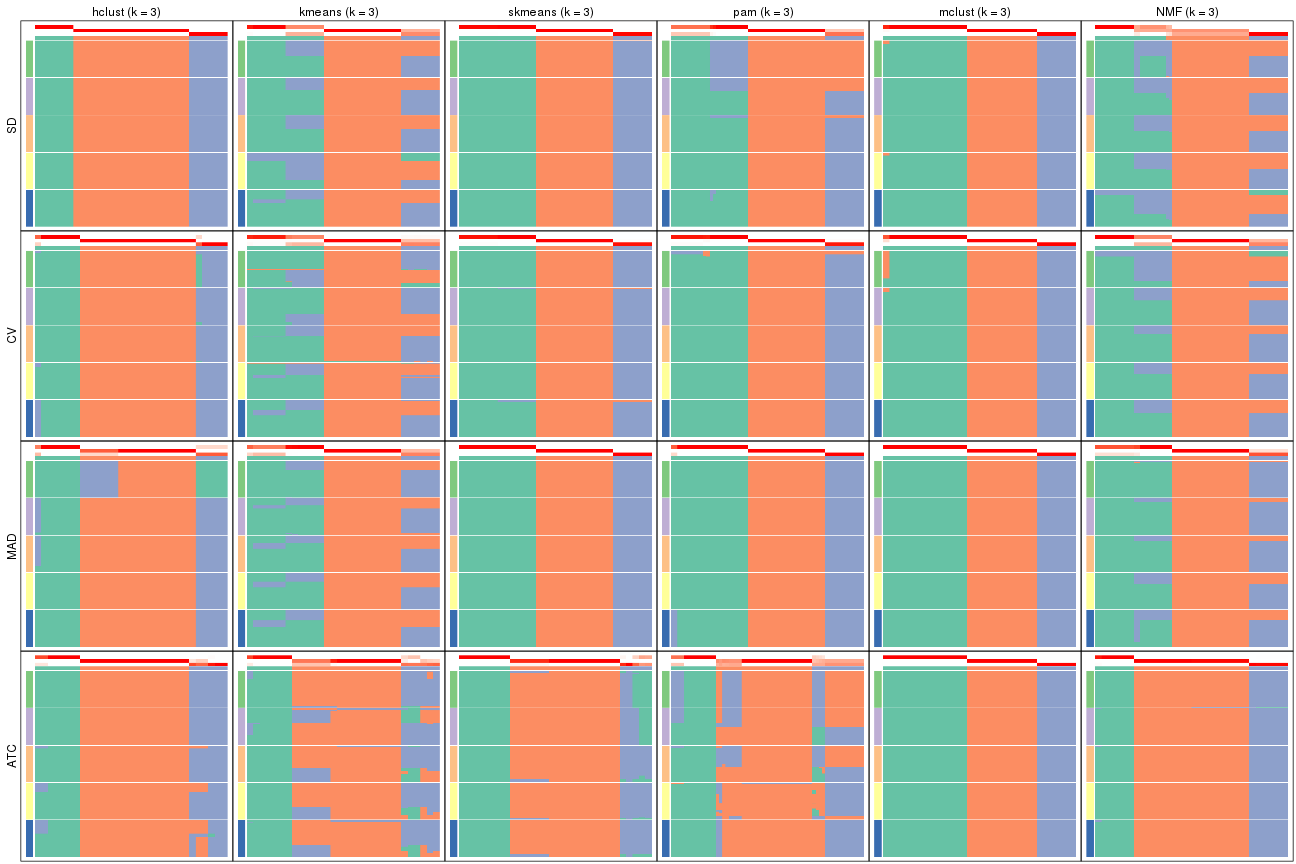 hclust (k = 3) kmeans (k = 3) skmeans (k = 3) pam (k = 3) mclust (k = 3) NMF (k = 3)
SD
CV
MAD
ATC